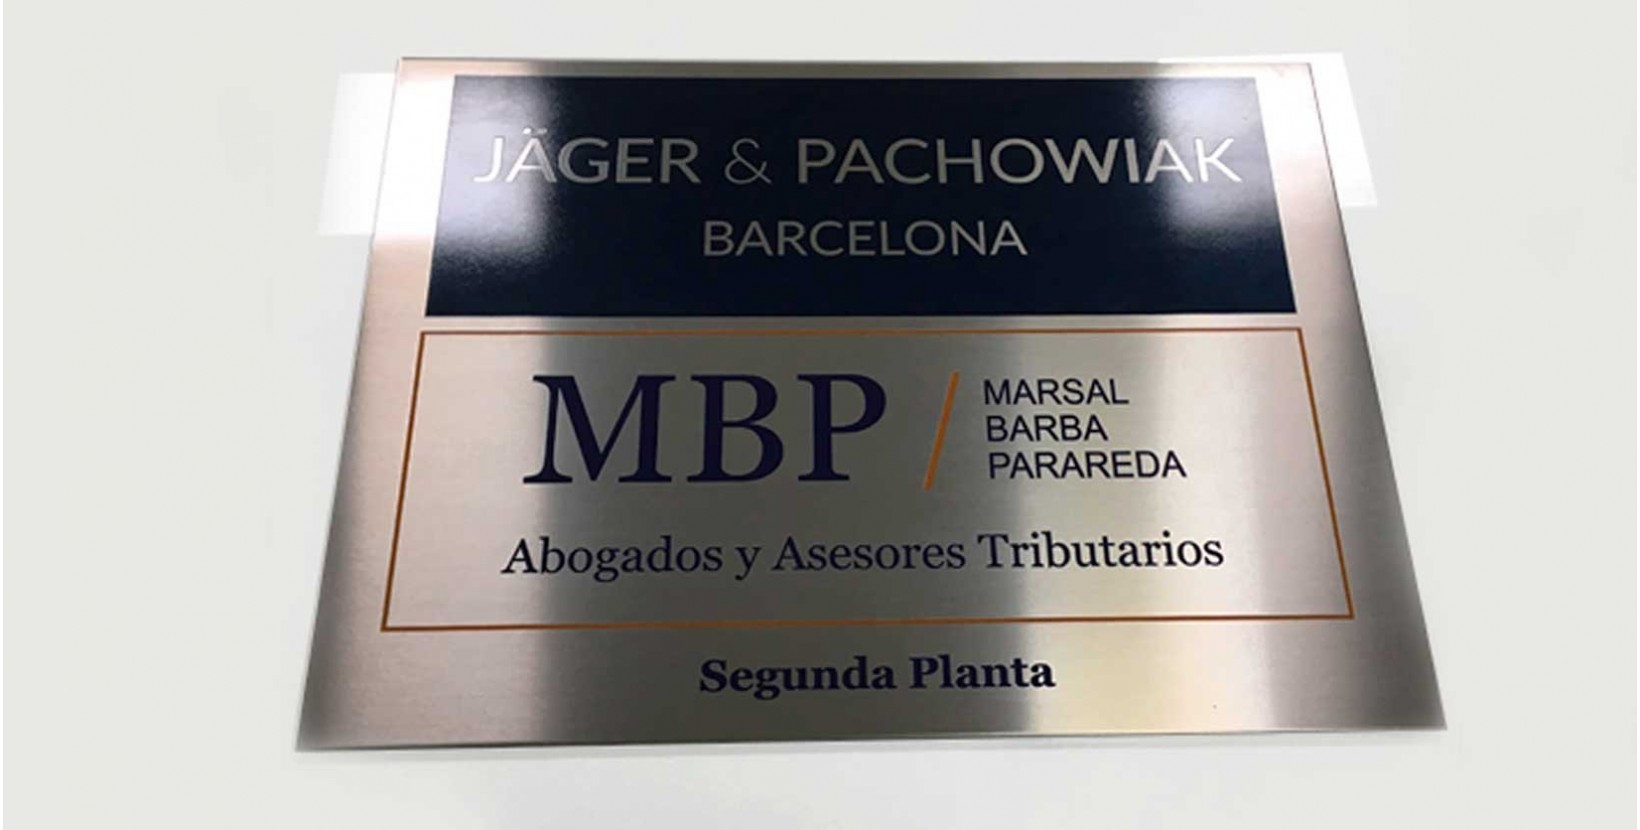 JÄGER & PACHOWIAK
BARCELONA
MBP / MARSAL
BARBA
PARAREDA
Abogados y Asesores Tributarios
Segunda Planta